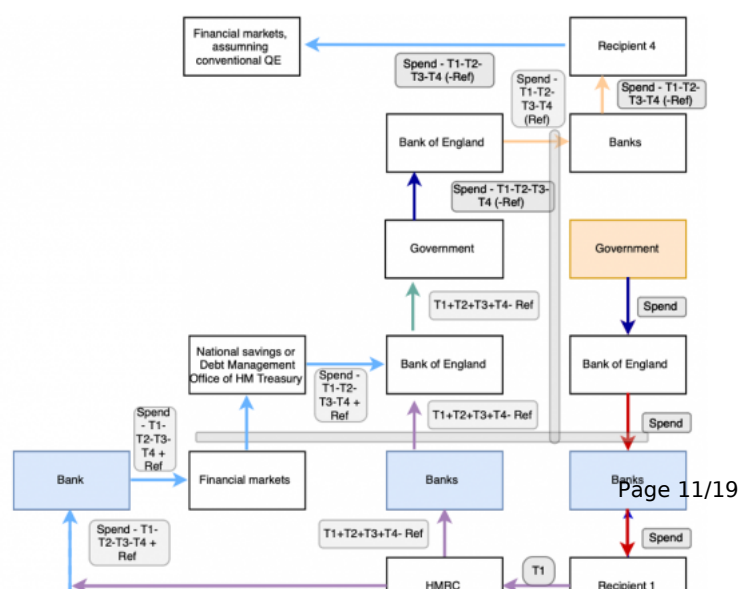 Financial markets,
assumning
conventional QE
Recipient 4
Spend - T1-T2-
T3-T4 (-Ref)
Spend -
T1-T2-
T3-T4
(Ref)
Spend - T1-T2-
T3-T4 (-Ref)
Bank of England
Banks
Spend - T1-T2-T3-
T4 (-Ref)
Government
Government
T1+T2+T3+T4- Ref
Spend
National savings or
Debt Management
Office of HM Treasury
Bank of England
Bank of England
Spend -
T1-T2-
T3-T4 +
Ref
Spend
- T1-
T2-T3-
T4 +
Ref
T1+T2+T3+T4- Ref
Spend
Bank
Financial markets
Banks
Banks
Page 11/19
Spend - T1-
T2-T3-T4 +
Ref
T1+T2+T3+T4- Ref
Spend
T1
HMRC
Recipient 1